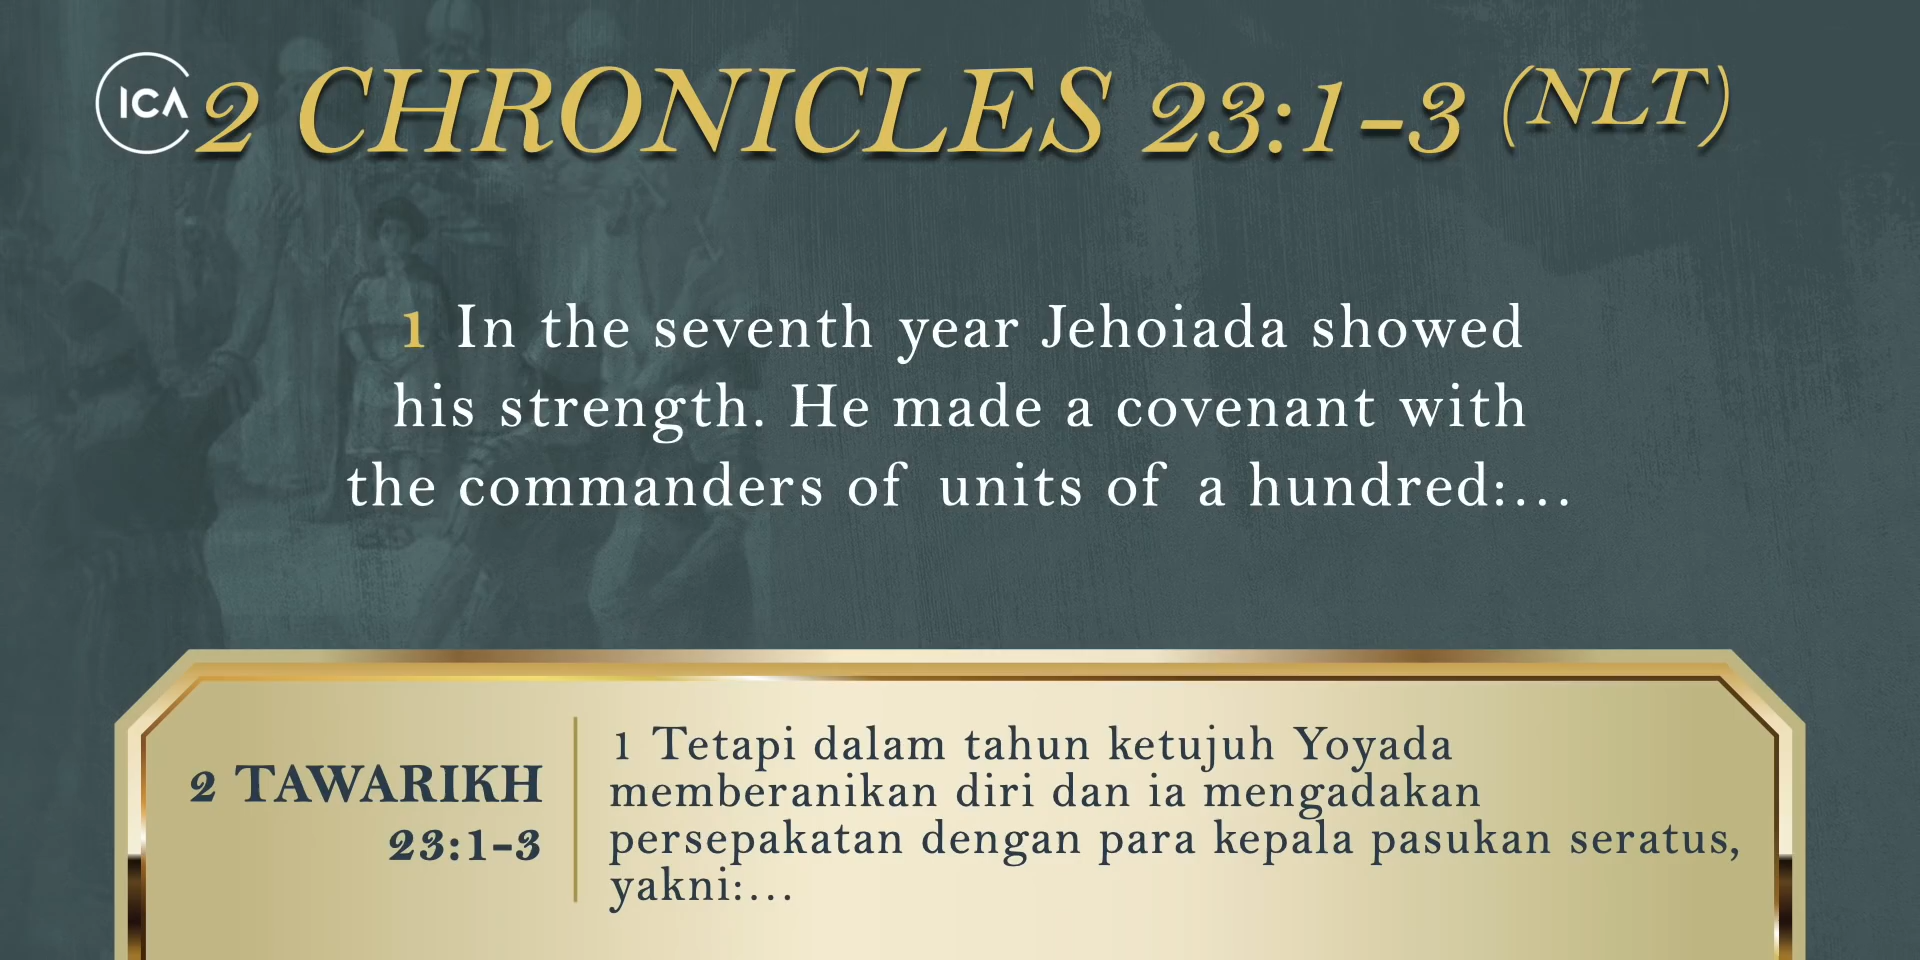 ICA
2 CHRONICLES 23:1-3 (NLT)
1 In the seventh year Jehoiada showed
his strength. He made a covenant with
the commanders of units of a hundred:...
2 TAWARIKH
23:1-3
1 Tetapi dalam tahun ketujuh Yoyada
memberanikan diri dan ia mengadakan
persepakatan dengan para kepala pasukan seratus,
yakni:...